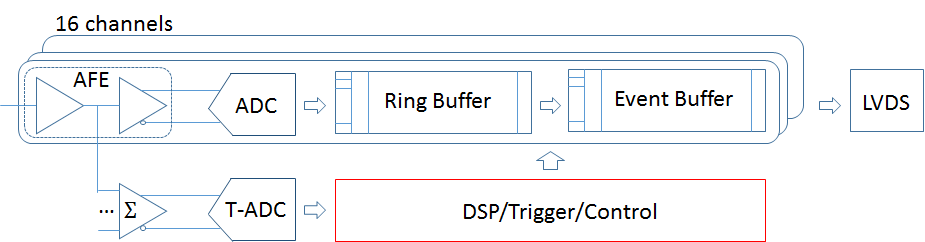 16 channels
AFE
ADC
Ring Buffer
Event Buffer
LVDS
... Σ
T-ADC
DSP/Trigger/Control